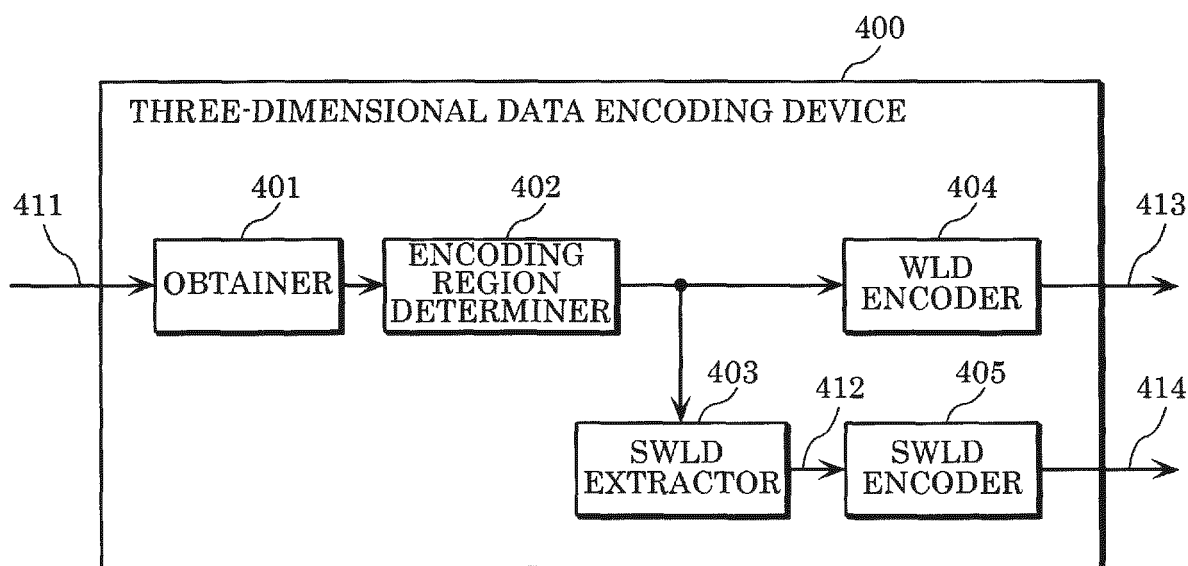 400
THREE-DIMENSIONAL DATA ENCODING DEVICE
411
401
402
404
413
OBTAINER
ENCODING
REGION
DETERMINER
WLD
ENCODER
403
412
405
414
SWLD
EXTRACTOR
SWLD
ENCODER